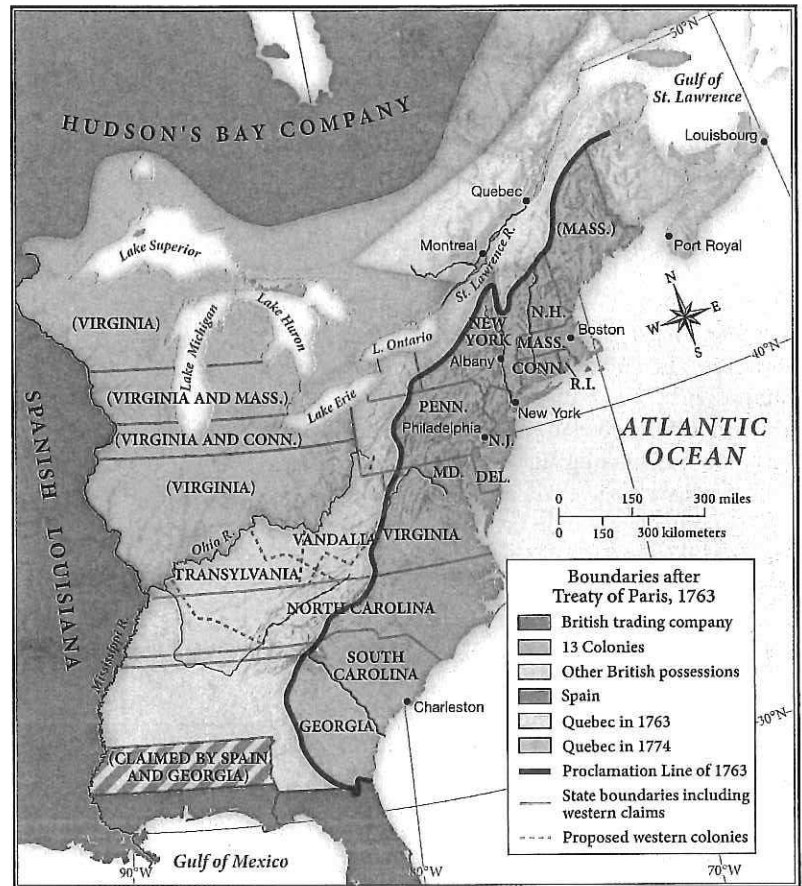 50°N
Gulf of
St. Lawrence
HUDSON'S BAY COMPANY
Louisbourg
Quebec
(MASS.)
Montreal
St. Lawrence R.
Port Royal
Lake Superior
N
W
E
S
Lake Huron
N.H.
(VIRGINIA)
Lake Michigan
NEW
YORK
L. Ontario
MASS.
Boston
Albany
CONN.
40°N
R.I.
(VIRGINIA AND MASS.)
Lake Erie
PENN.
New York
Philadelphia
N.J.
ATLANTIC
OCEAN
(VIRGINIA AND CONN.)
MD.
DEL.
SPANISH LOUISIANA
(VIRGINIA)
0 150 300 miles
0 150 300 kilometers
Ohio R.
VANDALIA
VIRGINIA
TRANSYLVANIA
NORTH CAROLINA
Mississippi R.
SOUTH
CAROLINA
Charleston
GEORGIA
30°N
(CLAIMED BY SPAIN
AND GEORGIA)
Boundaries after
Treaty of Paris, 1763
British trading company
13 Colonies
Other British possessions
Spain
Quebec in 1763
Quebec in 1774
Proclamation Line of 1763
State boundaries including
western claims
Proposed western colonies
Gulf of Mexico
90°W
80°W
70°W